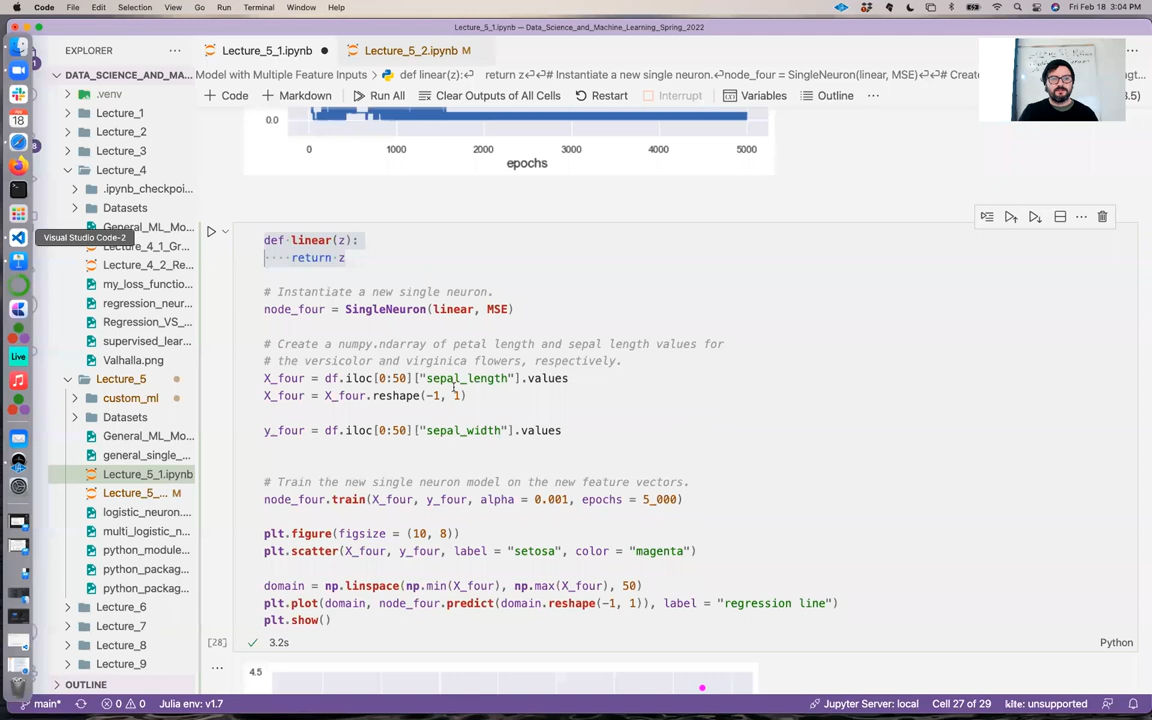 Code File Edit Selection View Go Run Terminal Window Help
Fri Feb 18 3:04 PM
Lecture_5_1.ipynb — Data_Science_and_Machine_Learning_Spring_2022
EXPLORER
Lecture_5_1.ipynb
Lecture_5_2.ipynb M
DATA_SCIENCE_AND_MA...
Model with Multiple Feature Inputs > def linear(z):↵ return z↵↵# Instantiate a new single neuron.↵node_four = SingleNeuron(linear, MSE)↵↵# Creat
+ Code + Markdown Run All Clear Outputs of All Cells Restart Interrupt Variables Outline ...
.venv
Lecture_1
Lecture_2
Lecture_3
Lecture_4
.ipynb_checkpoi...
Datasets
General_ML_Mo...
Visual Studio Code-2
Lecture_4_1_Gr...
Lecture_4_2_Re...
my_loss_functio...
regression_neur...
Regression_VS_...
supervised_lear...
Valhalla.png
Lecture_5
custom_ml
Datasets
General_ML_Mo...
general_single_...
Lecture_5_1.ipynb
Lecture_5_... M
logistic_neuron....
multi_logistic_n...
python_module...
python_packag...
python_packag...
Lecture_6
Lecture_7
Lecture_8
Lecture_9
OUTLINE
18
Live
0.0
0 1000 2000 3000 4000 5000
epochs
def linear(z):
return z
# Instantiate a new single neuron.
node_four = SingleNeuron(linear, MSE)
# Create a numpy.ndarray of petal length and sepal length values for
# the versicolor and virginica flowers, respectively.
X_four = df.iloc[0:50]["sepal_length"].values
X_four = X_four.reshape(-1, 1)
y_four = df.iloc[0:50]["sepal_width"].values
# Train the new single neuron model on the new feature vectors.
node_four.train(X_four, y_four, alpha = 0.001, epochs = 5_000)
plt.figure(figsize = (10, 8))
plt.scatter(X_four, y_four, label = "setosa", color = "magenta")
domain = np.linspace(np.min(X_four), np.max(X_four), 50)
plt.plot(domain, node_four.predict(domain.reshape(-1, 1)), label = "regression line")
plt.show()
[28] 3.2s
Python
4.5
main* 0 0 Julia env: v1.7
Jupyter Server: local Cell 27 of 29 kite: unsupported